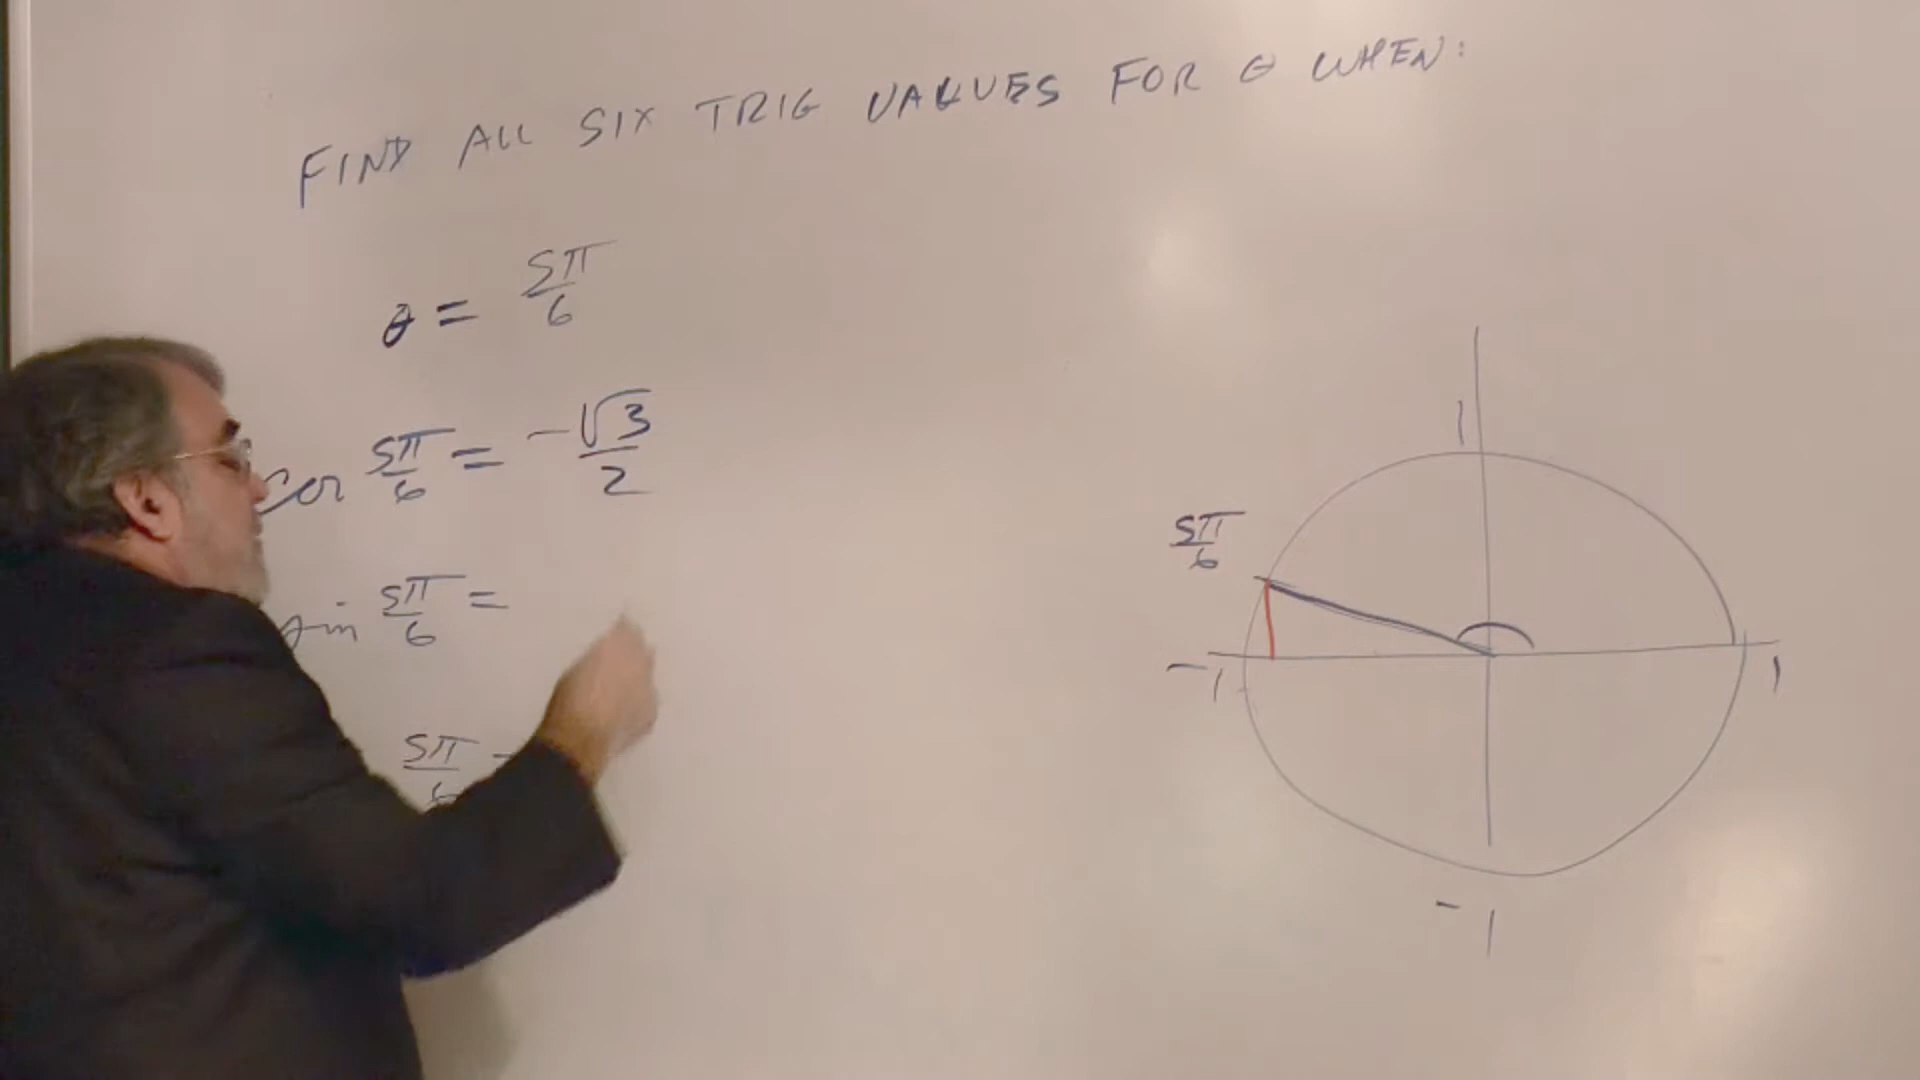 FIND ALL SIX TRIG VALUES FOR θ WHEN:
θ = 5π/6
cos 5π/6 = -√3/2
sin 5π/6 =
5π/6
1
5π/6
-1
1
-1